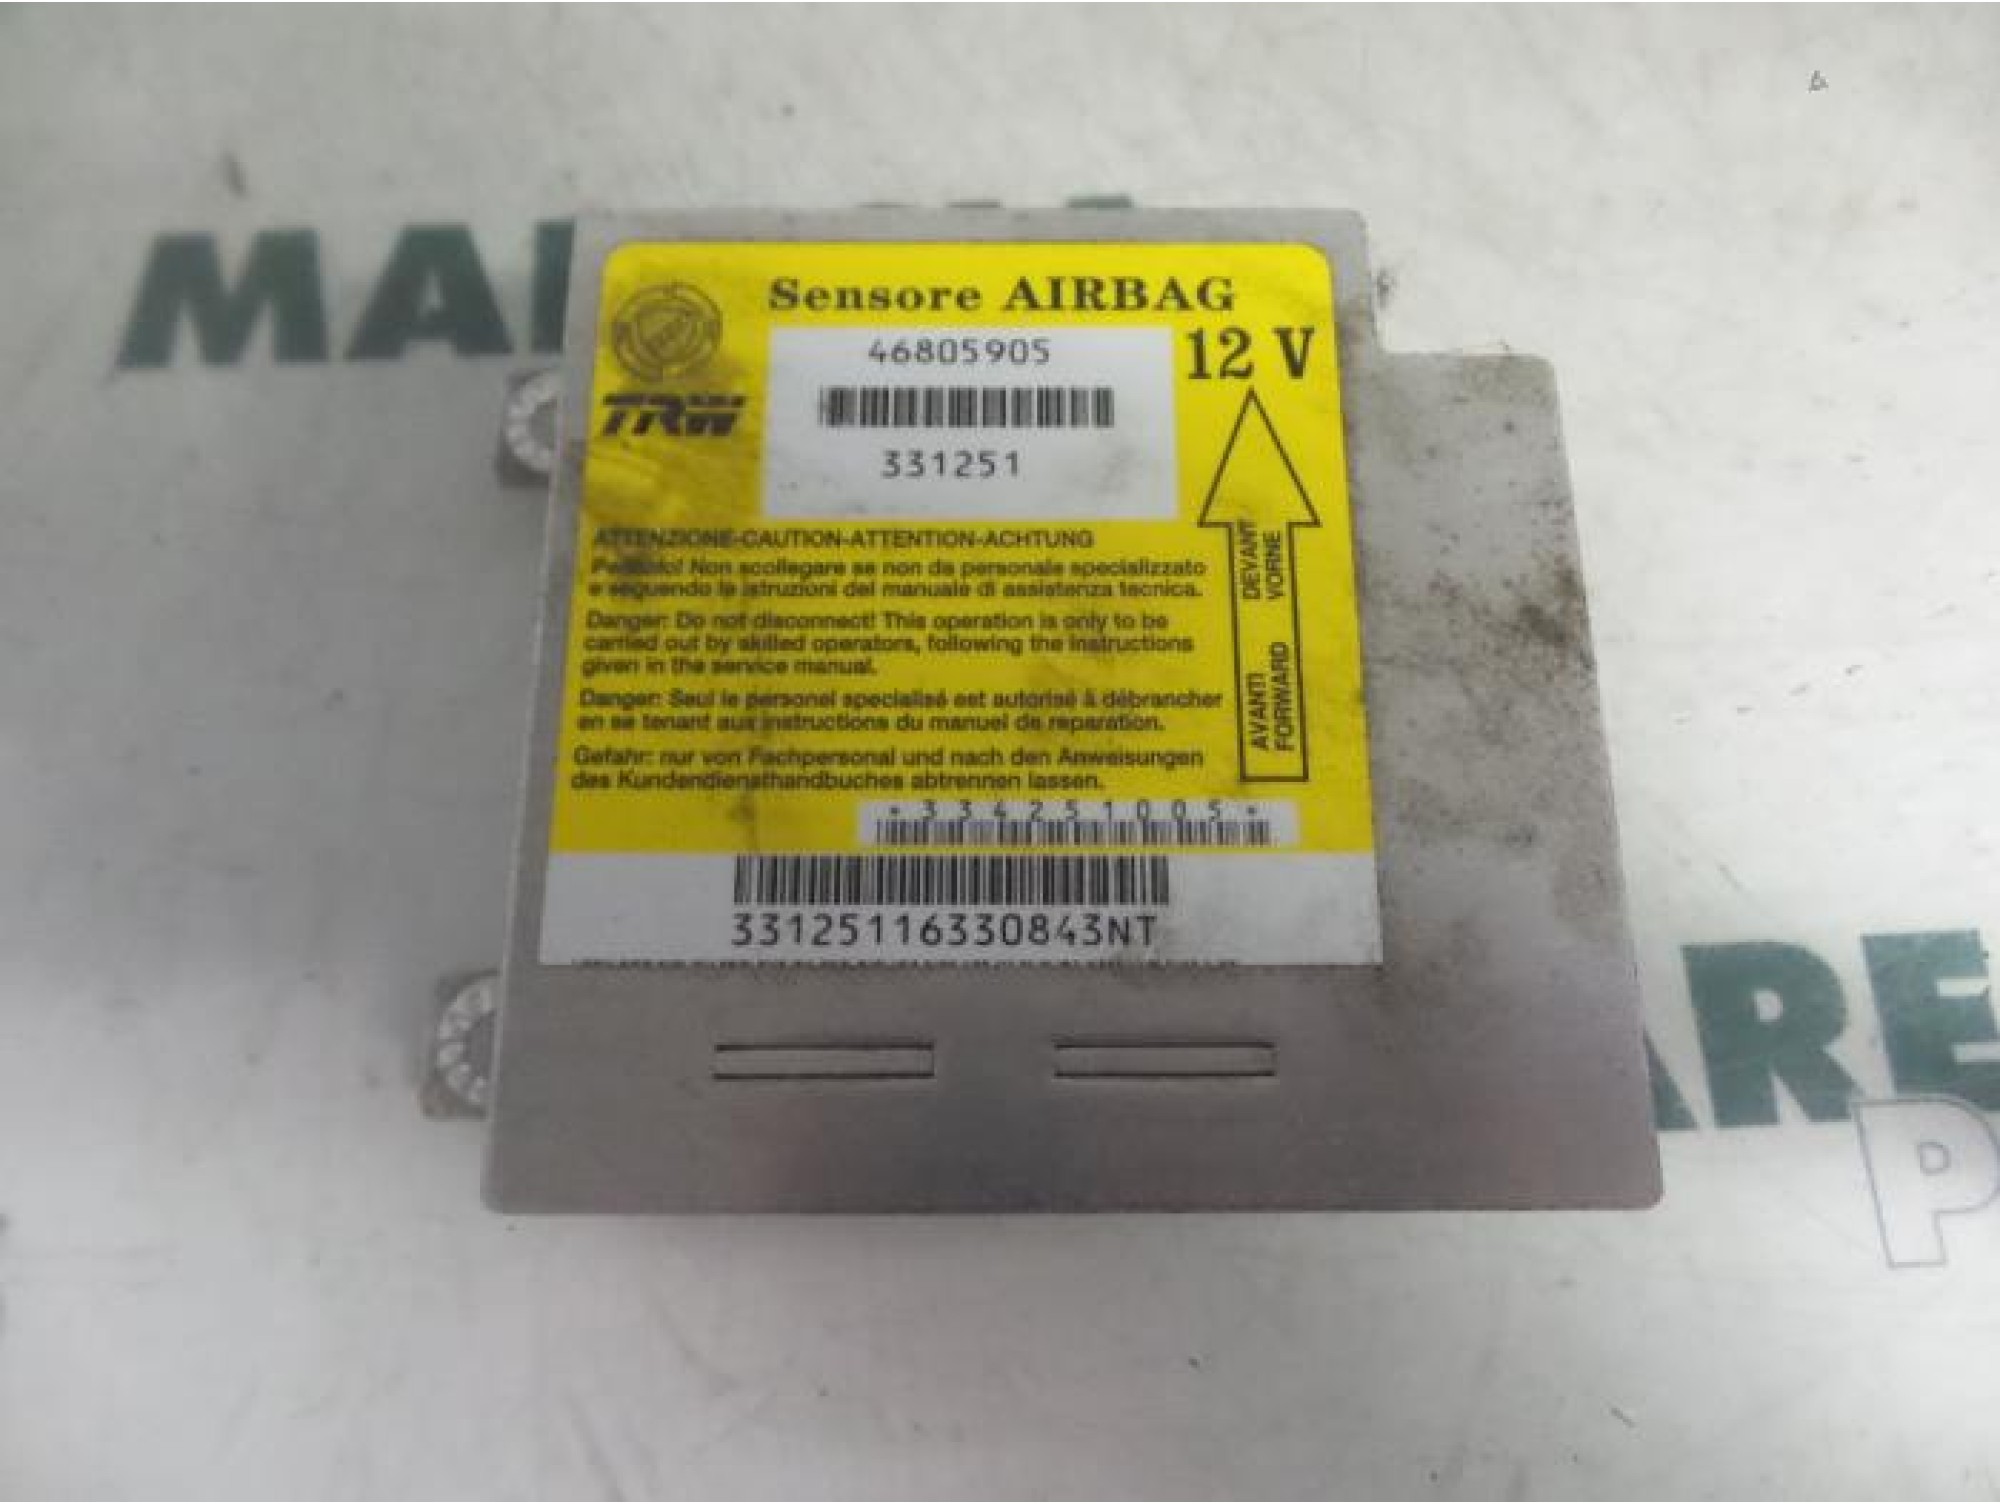 Sensore AIRBAG
46805905
12 V
TRW
331251
ATTENZIONE-CAUTION-ATTENTION-ACHTUNG
Pericolo! Non scollegare se non da personale specializzato
e seguendo le istruzioni del manuale di assistenza tecnica.
Danger: Do not disconnect! This operation is only to be
carried out by skilled operators, following the instructions
given in the service manual.
Danger: Seul le personel specialisé est autorisé à débrancher
en se tenant aux instructions du manuel de reparation.
Gefahr: nur von Fachpersonal und nach den Anweisungen
des Kundendiensthandbuches abtrennen lassen.
DEVANT
VORNE
AVANTI
FORWARD
*334251005*
33125116330843NT